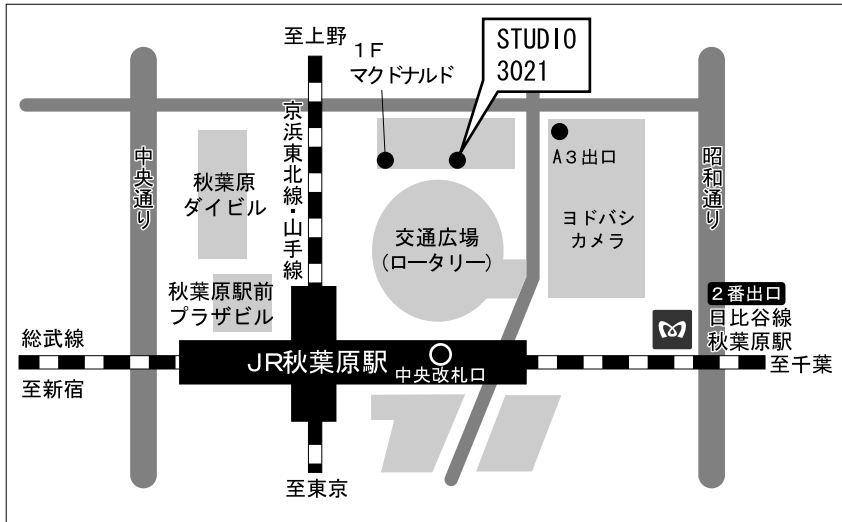 至上野
1F
マクドナルド
STUDIO
3021
京浜東北線・山手線
中央通り
昭和通り
A3出口
秋葉原
ダイビル
交通広場
(ロータリー)
ヨドバシ
カメラ
秋葉原駅前
プラザビル
2番出口
日比谷線
秋葉原駅
総武線
至新宿
JR秋葉原駅
中央改札口
至千葉
至東京